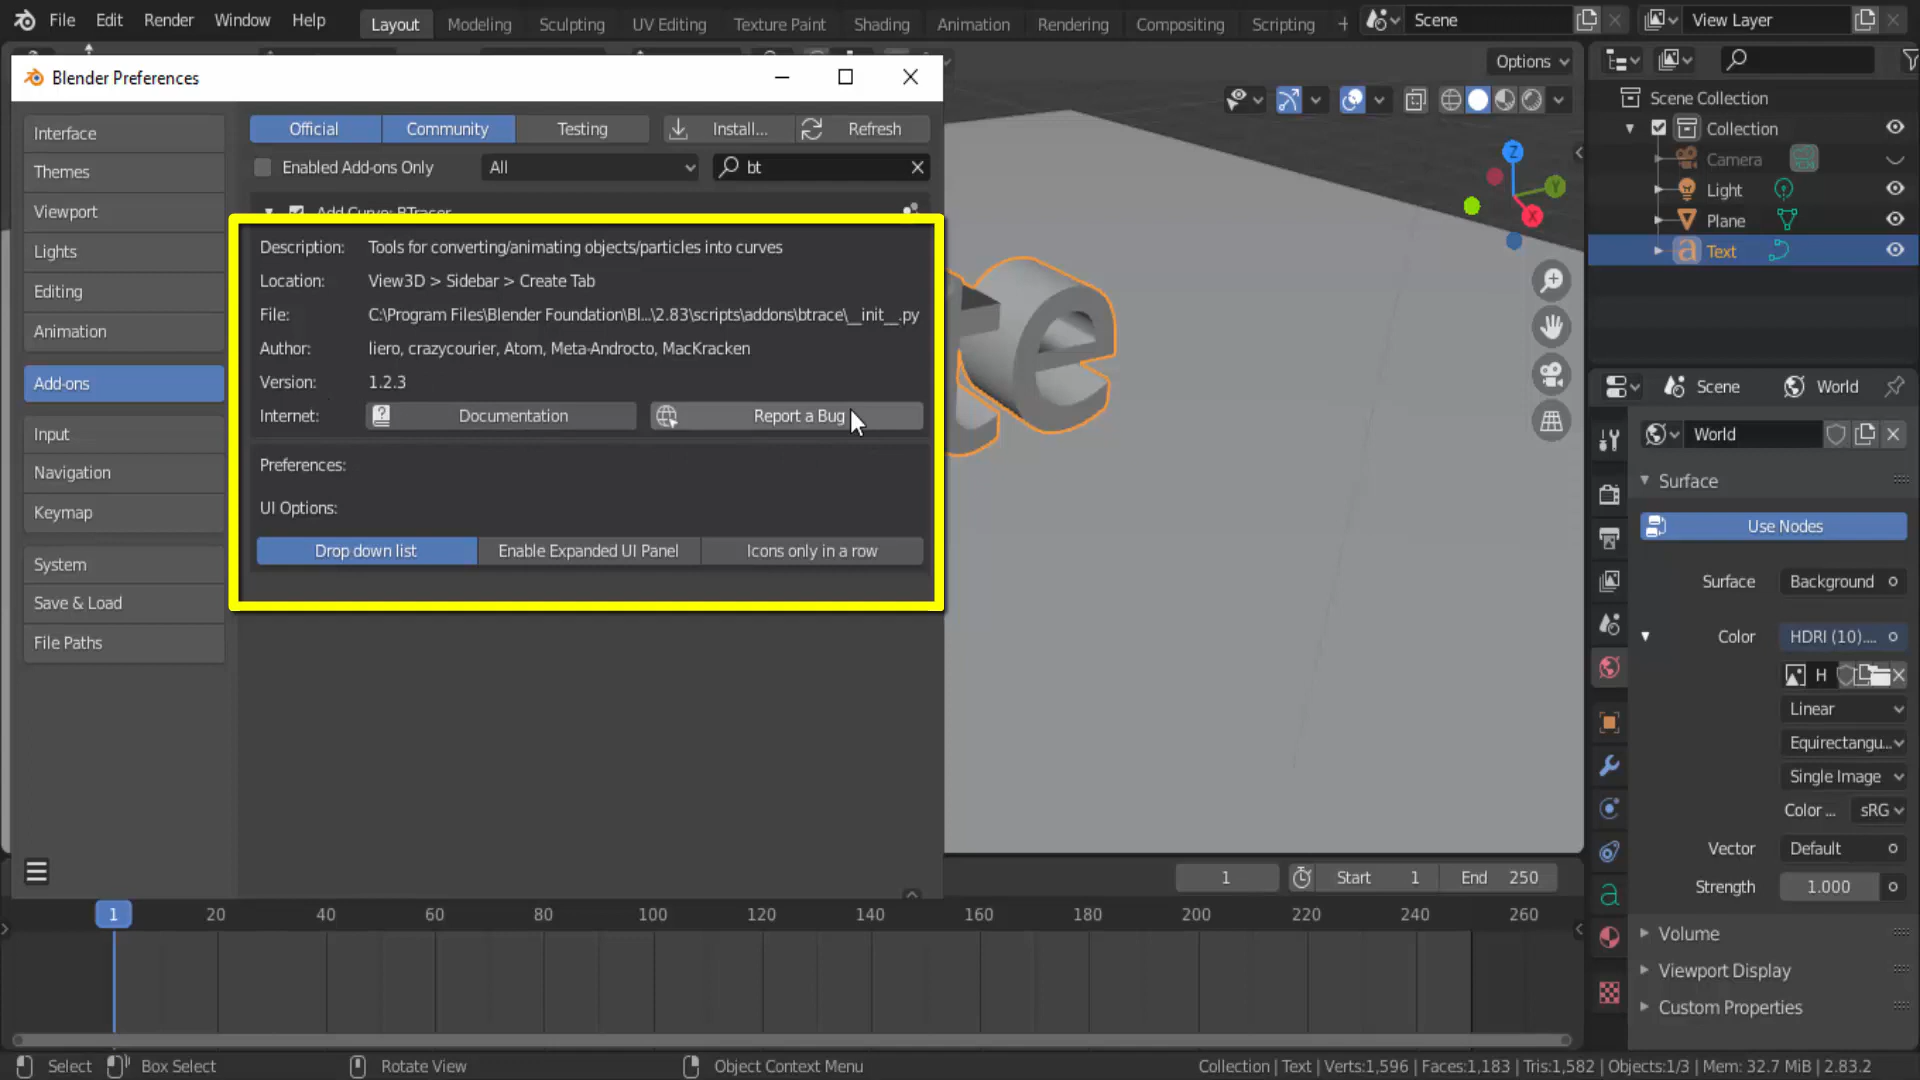 File Edit Render Window Help Layout Modeling Sculpting UV Editing Texture Paint Shading Animation Rendering Compositing Scripting + Scene View Layer
Options
Blender Preferences
Interface
Themes
Viewport
Lights
Editing
Animation
Add-ons
Input
Navigation
Keymap
System
Save & Load
File Paths
Official Community Testing Install... Refresh
Enabled Add-ons Only All bt
Add Curve: BTracer
Description: Tools for converting/animating objects/particles into curves
Location: View3D > Sidebar > Create Tab
File: C:\Program Files\Blender Foundation\Bl...\2.83\scripts\addons\btrace\__init__.py
Author: liero, crazycourier, Atom, Meta-Androcto, MacKracken
Version: 1.2.3
Internet: Documentation Report a Bug
Preferences:
UI Options:
Drop down list Enable Expanded UI Panel Icons only in a row
e
Z
Y
X
Scene Collection
Collection
Camera
Light
Plane
a Text
Scene World
World
Surface
Use Nodes
Surface Background
Color HDRI (10)....
H
Linear
Equirectangu...
Single Image
Color ... sRG
Vector Default
Strength 1.000
Volume
Viewport Display
Custom Properties
1 Start 1 End 250
1 20 40 60 80 100 120 140 160 180 200 220 240 260
Select Box Select Rotate View Object Context Menu Collection | Text | Verts:1,596 | Faces:1,183 | Tris:1,582 | Objects:1/3 | Mem: 32.7 MiB | 2.83.2